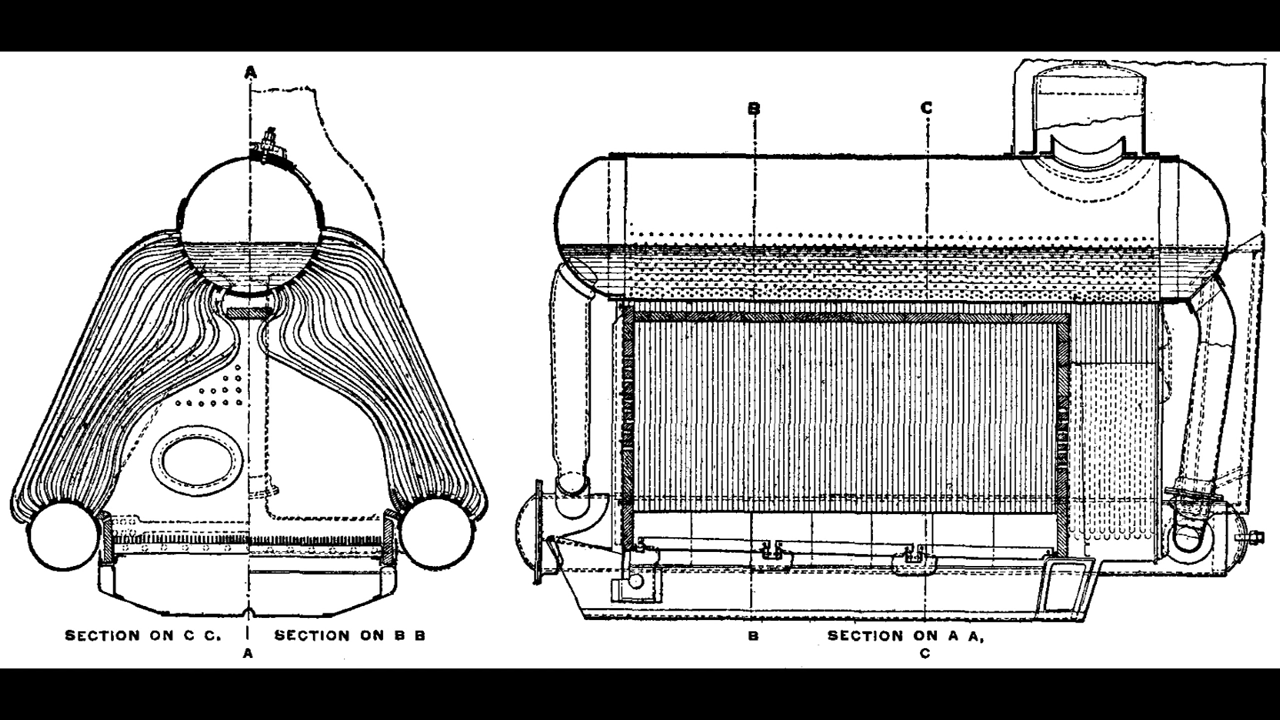 A
B
C
SECTION ON C C.
SECTION ON B B
A
B
SECTION ON A A,
C